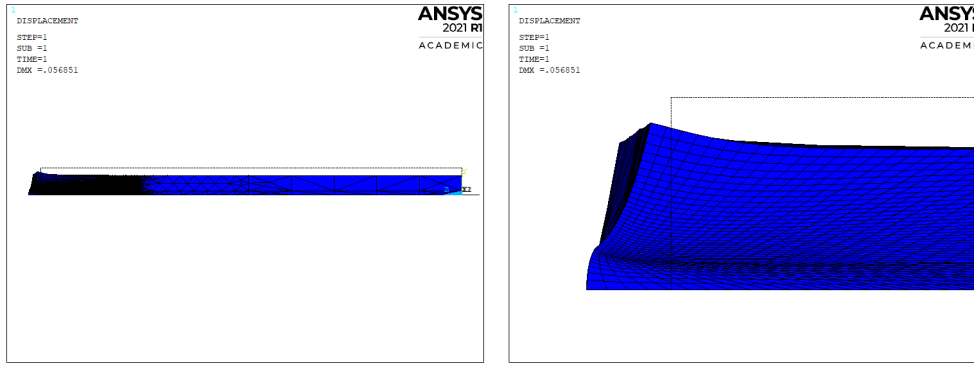 1
DISPLACEMENT
STEP=1
SUB =1
TIME=1
DMX =.056851
ANSYS
2021 R1
ACADEMIC
1
DISPLACEMENT
STEP=1
SUB =1
TIME=1
DMX =.056851
ANSYS
2021
ACADEM